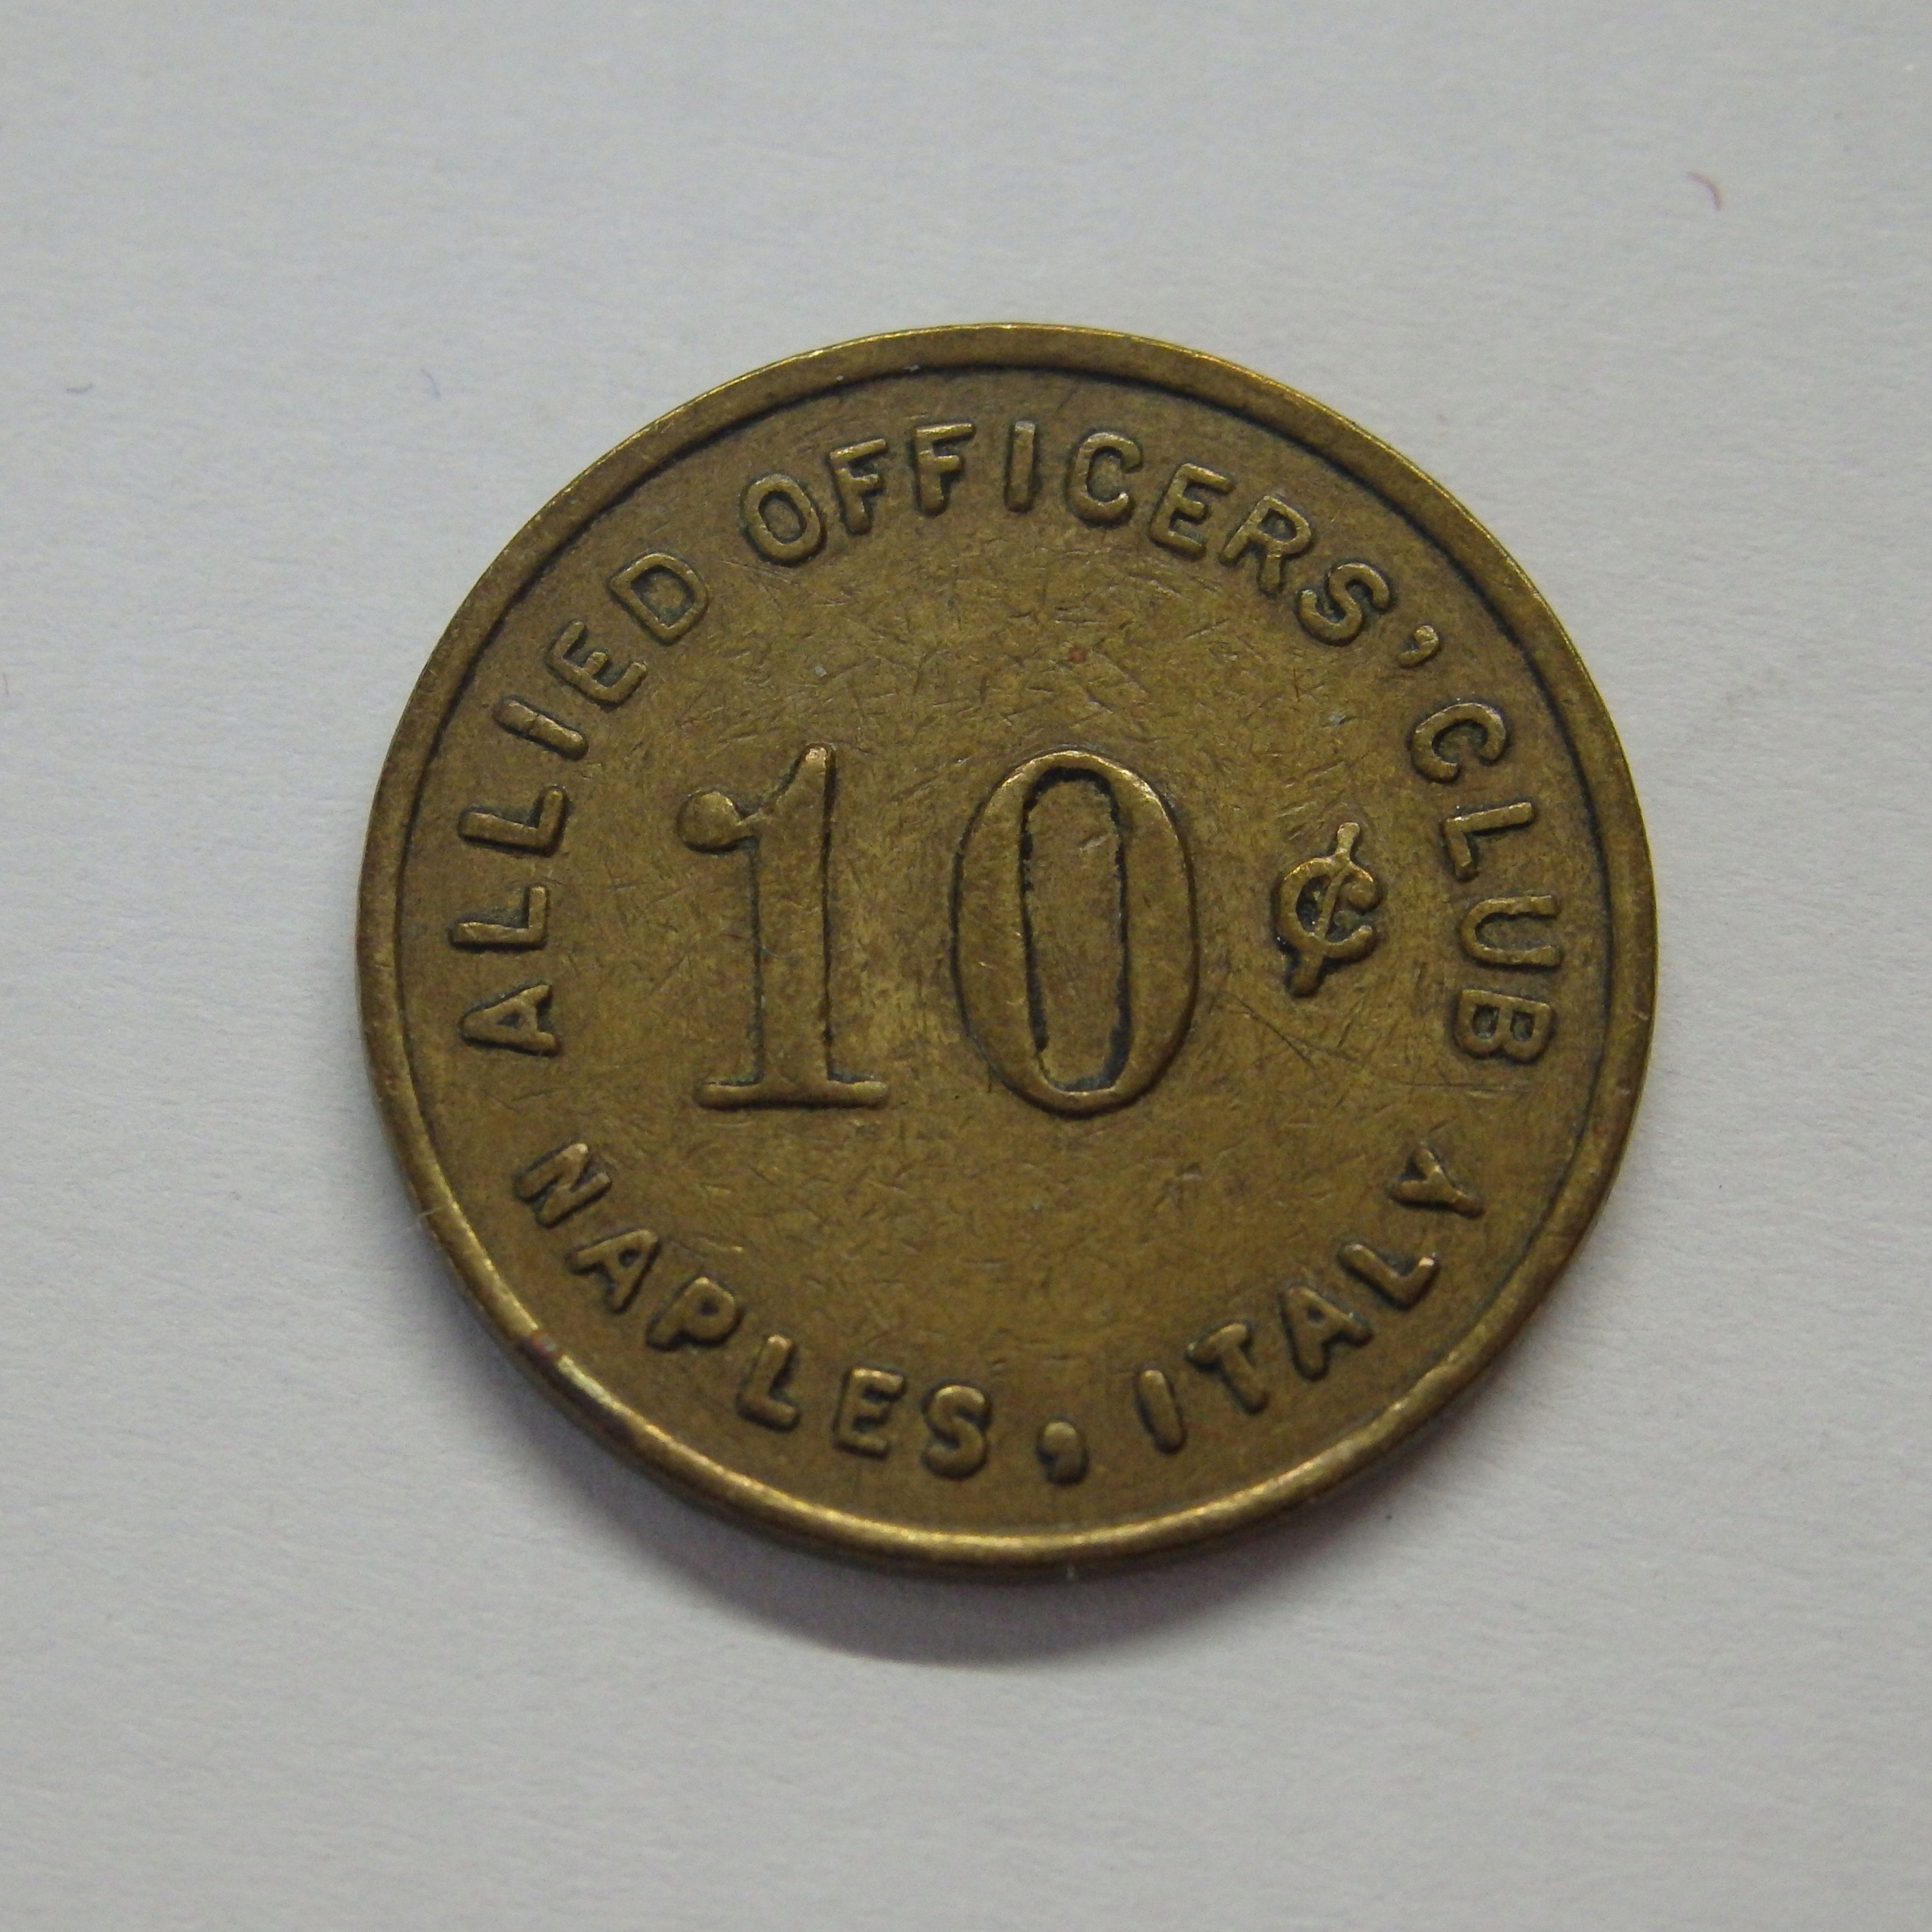 ALLIED OFFICERS' CLUB
10 ¢
NAPLES, ITALY